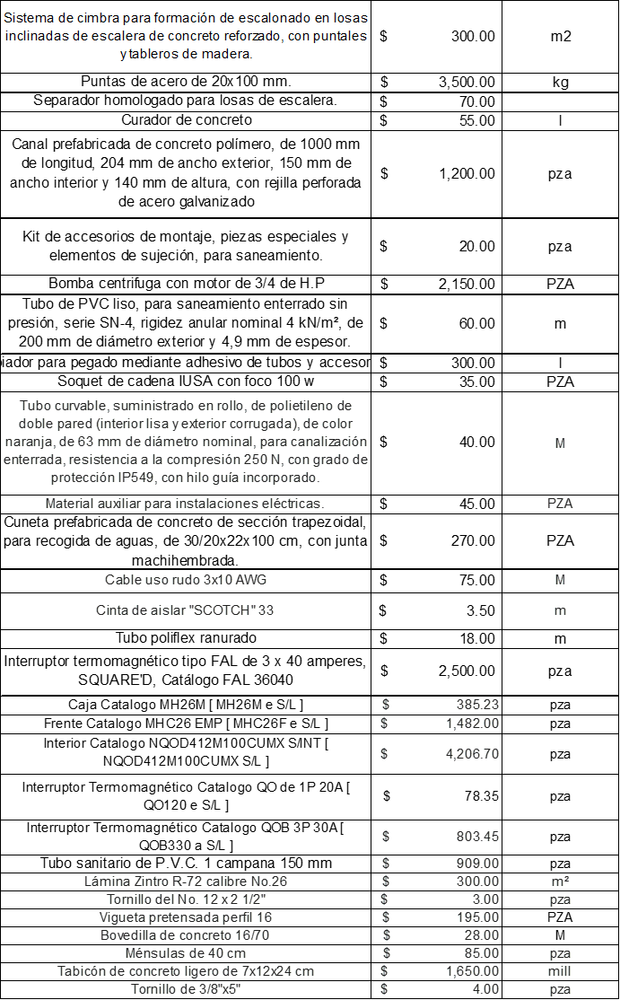 Sistema de cimbra para formación de escalonado en losas
inclinadas de escalera de concreto reforzado, con puntales
y tableros de madera.
$ 300.00 m2
Puntas de acero de 20x100 mm. $ 3,500.00 kg
Separador homologado para losas de escalera. $ 70.00
Curador de concreto $ 55.00 l
Canal prefabricada de concreto polímero, de 1000 mm
de longitud, 204 mm de ancho exterior, 150 mm de
ancho interior y 140 mm de altura, con rejilla perforada
de acero galvanizado
$ 1,200.00 pza
Kit de accesorios de montaje, piezas especiales y
elementos de sujeción, para saneamiento.
$ 20.00 pza
Bomba centrifuga con motor de 3/4 de H.P $ 2,150.00 PZA
Tubo de PVC liso, para saneamiento enterrado sin
presión, serie SN-4, rigidez anular nominal 4 kN/m², de
200 mm de diámetro exterior y 4,9 mm de espesor.
$ 60.00 m
piador para pegado mediante adhesivo de tubos y accesor $ 300.00 l
Soquet de cadena IUSA con foco 100 w $ 35.00 PZA
Tubo curvable, suministrado en rollo, de polietileno de
doble pared (interior lisa y exterior corrugada), de color
naranja, de 63 mm de diámetro nominal, para canalización
enterrada, resistencia a la compresión 250 N, con grado de
protección IP549, con hilo guía incorporado.
$ 40.00 M
Material auxiliar para instalaciones eléctricas. $ 45.00 PZA
Cuneta prefabricada de concreto de sección trapezoidal,
para recogida de aguas, de 30/20x22x100 cm, con junta
machihembrada.
$ 270.00 PZA
Cable uso rudo 3x10 AWG $ 75.00 M
Cinta de aislar "SCOTCH" 33 $ 3.50 m
Tubo poliflex ranurado $ 18.00 m
Interruptor termomagnético tipo FAL de 3 x 40 amperes,
SQUARE'D, Catálogo FAL 36040
$ 2,500.00 pza
Caja Catalogo MH26M [ MH26M e S/L ] $ 385.23 pza
Frente Catalogo MHC26 EMP [ MHC26F e S/L ] $ 1,482.00 pza
Interior Catalogo NQOD412M100CUMX S/INT [
NQOD412M100CUMX S/L ]
$ 4,206.70 pza
Interruptor Termomagnético Catalogo QO de 1P 20A [
QO120 e S/L ]
$ 78.35 pza
Interruptor Termomagnético Catalogo QOB 3P 30A [
QOB330 a S/L ]
$ 803.45 pza
Tubo sanitario de P.V.C. 1 campana 150 mm $ 909.00 pza
Lámina Zintro R-72 calibre No.26 $ 300.00 m²
Tornillo del No. 12 x 2 1/2" $ 3.00 pza
Vigueta pretensada perfil 16 $ 195.00 PZA
Bovedilla de concreto 16/70 $ 28.00 M
Ménsulas de 40 cm $ 85.00 pza
Tabicón de concreto ligero de 7x12x24 cm $ 1,650.00 mill
Tornillo de 3/8"x5" $ 4.00 pza